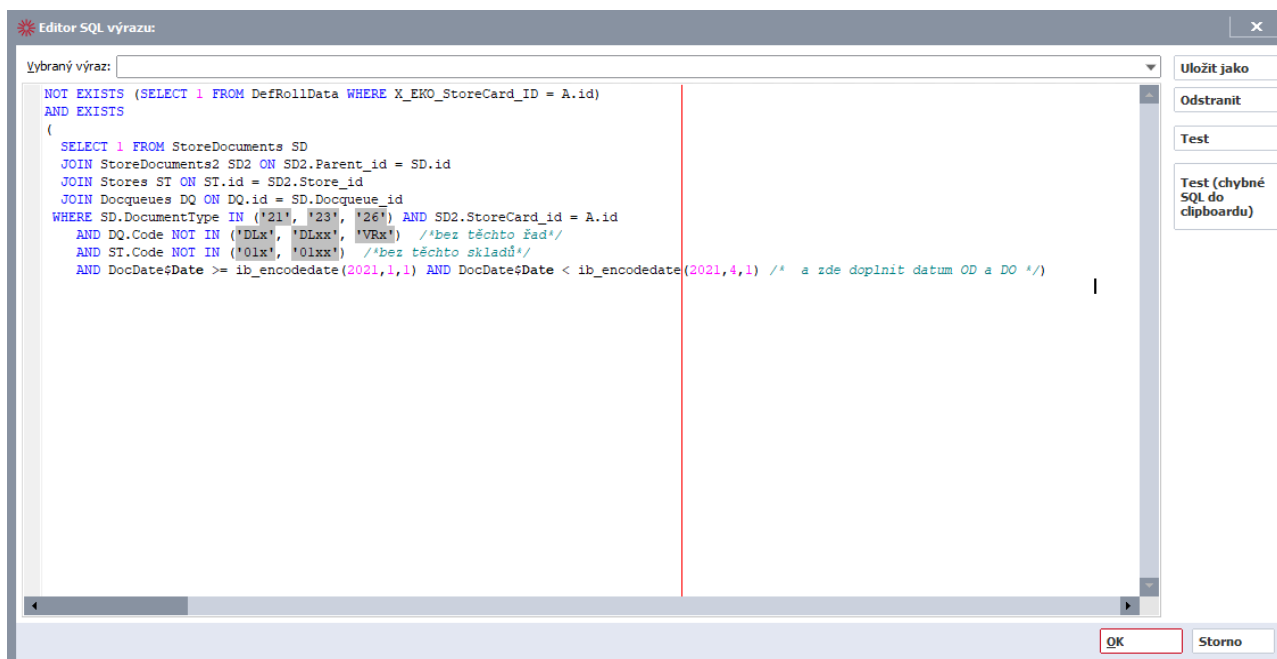 Editor SQL výrazu:
Vybraný výraz:
Uložit jako
Odstranit
Test
Test (chybné
SQL do
clipboardu)
NOT EXISTS (SELECT 1 FROM DefRollData WHERE X_EKO_StoreCard_ID = A.id)
AND EXISTS
(
SELECT 1 FROM StoreDocuments SD
JOIN StoreDocuments2 SD2 ON SD2.Parent_id = SD.id
JOIN Stores ST ON ST.id = SD2.Store_id
JOIN Docqueues DQ ON DQ.id = SD.Docqueue_id
WHERE SD.DocumentType IN ('21', '23', '26') AND SD2.StoreCard_id = A.id
AND DQ.Code NOT IN ('DLx', 'DLxx', 'VRx') /*bez těchto řad*/
AND ST.Code NOT IN ('01x', '01xx') /*bez těchto skladů*/
AND DocDate$Date >= ib_encodedate(2021,1,1) AND DocDate$Date < ib_encodedate(2021,4,1) /* a zde doplnit datum OD a DO */)
OK
Storno